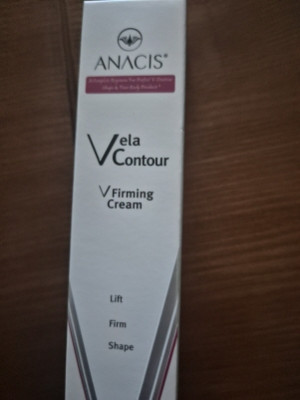 ANACIS®
Vela
Contour
V Firming
Cream
Lift
Firm
Shape